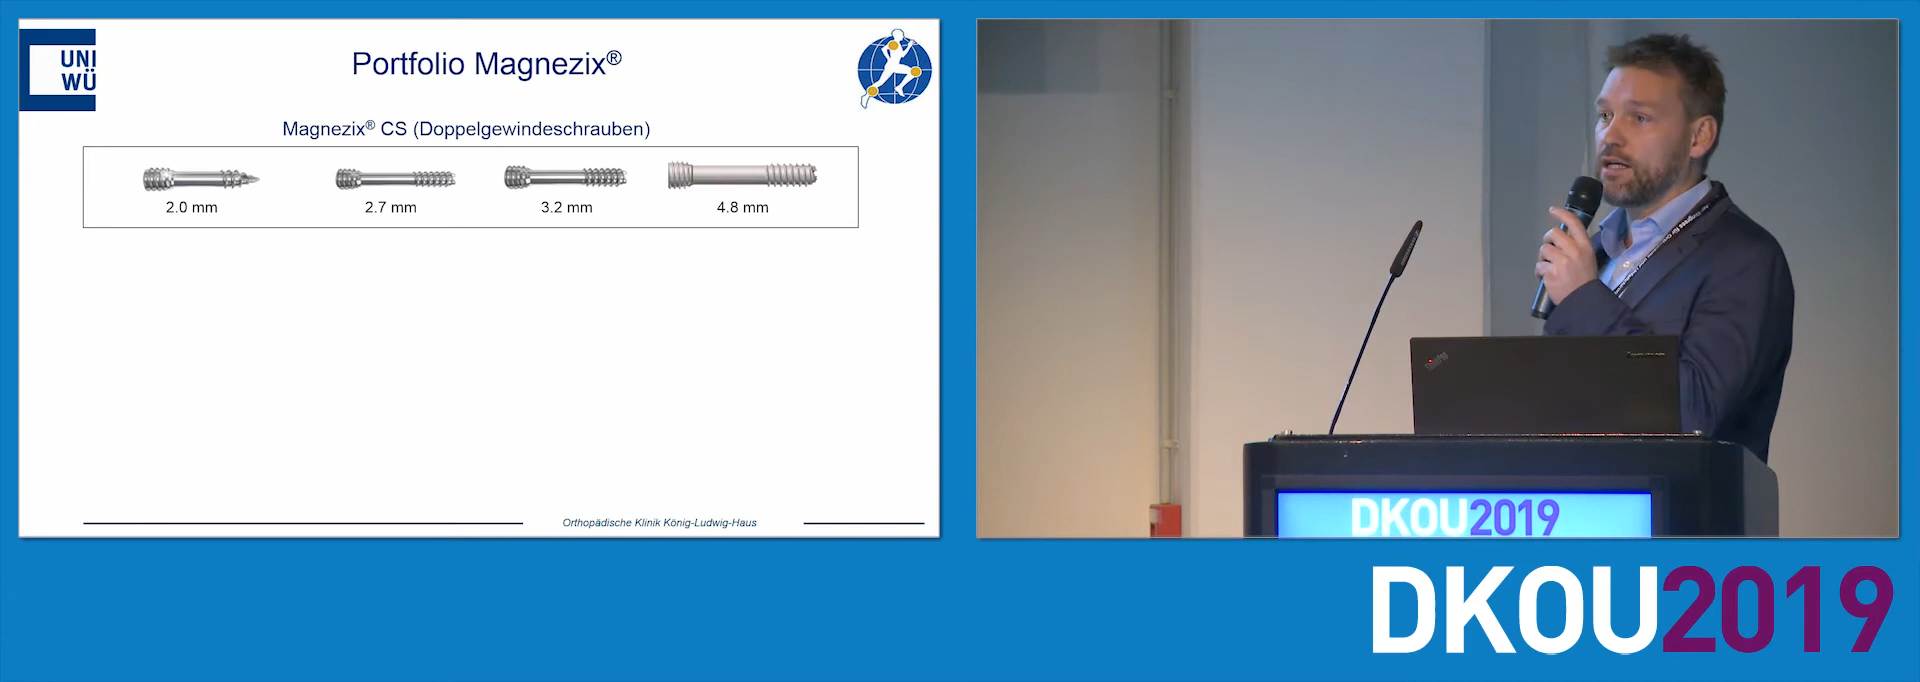 UNI
WÜ
Portfolio Magnezix®
Magnezix® CS (Doppelgewindeschrauben)
2.0 mm
2.7 mm
3.2 mm
4.8 mm
Orthopädische Klinik König-Ludwig-Haus
ThinkPad
DKOU2019
DKOU2019